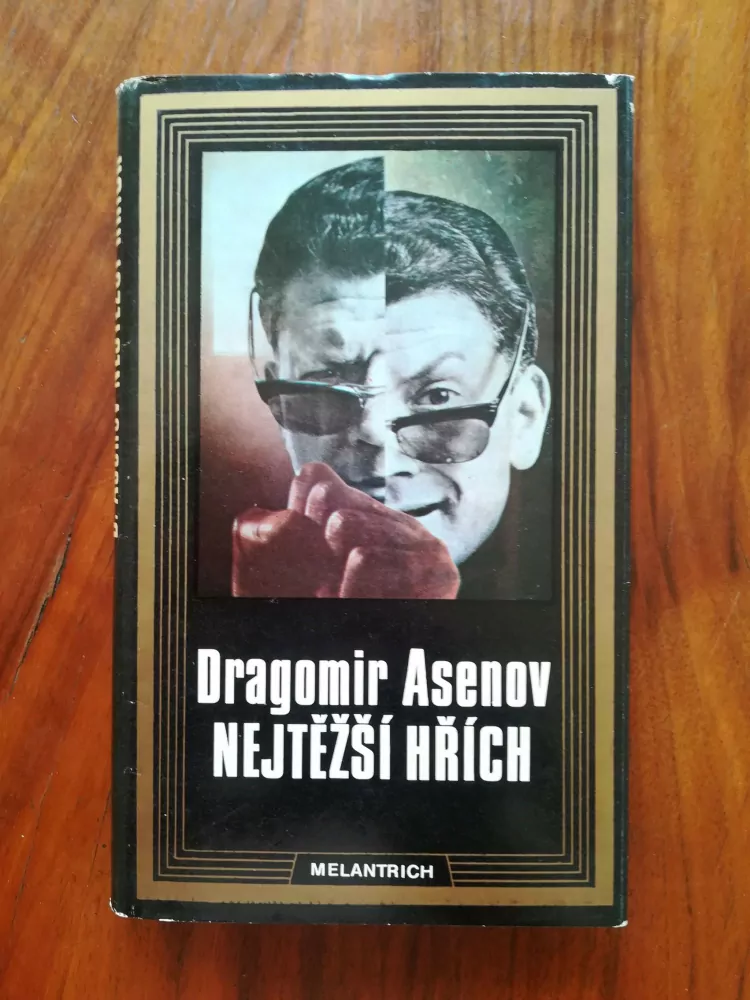 Dragomir Asenov
NEJTĚŽŠÍ HŘÍCH
MELANTRICH